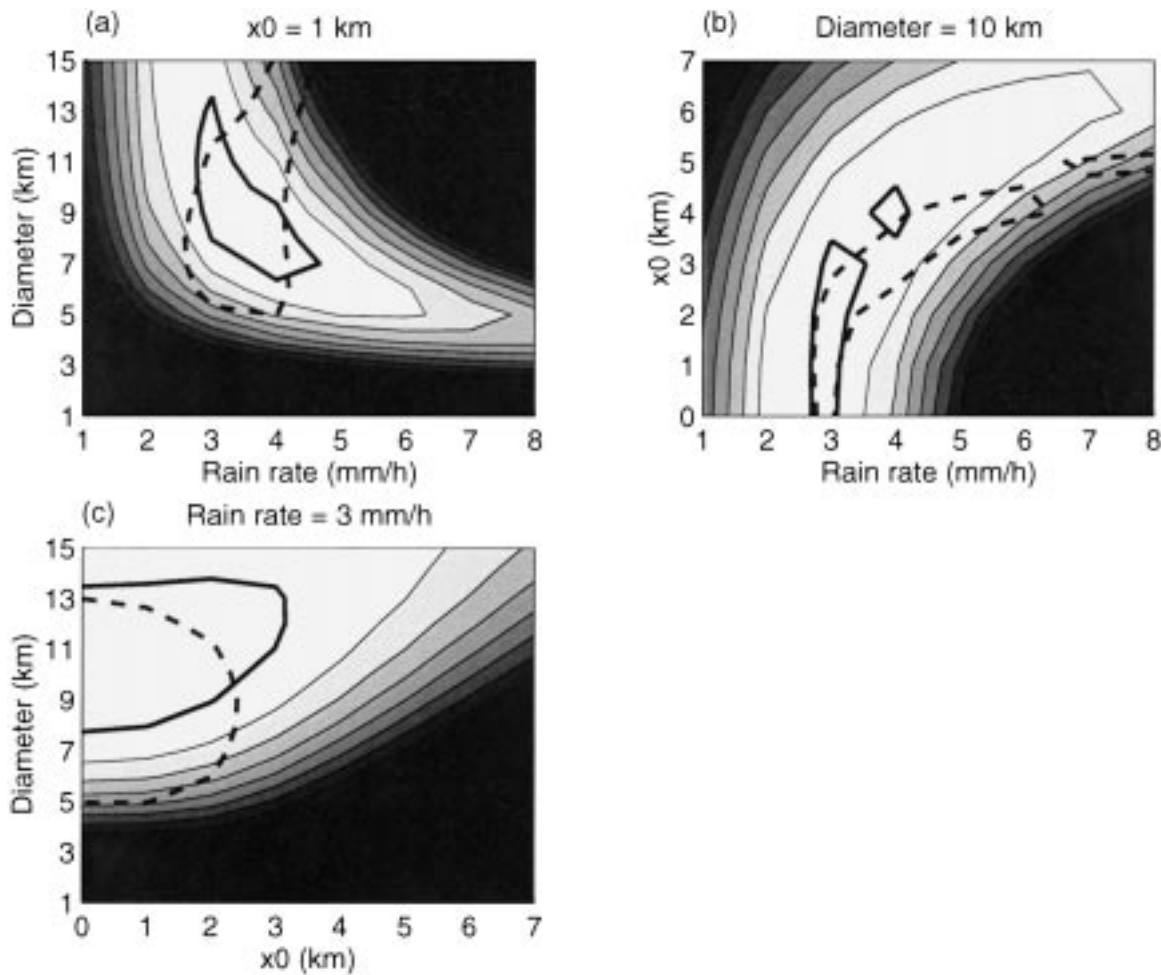 (a)
x0 = 1 km
15
13
11
9
7
5
3
1
Diameter (km)
1 2 3 4 5 6 7 8
Rain rate (mm/h)
(b)
Diameter = 10 km
7
6
5
4
3
2
1
0
x0 (km)
1 2 3 4 5 6 7 8
Rain rate (mm/h)
(c)
Rain rate = 3 mm/h
15
13
11
9
7
5
3
1
Diameter (km)
0 1 2 3 4 5 6 7
x0 (km)